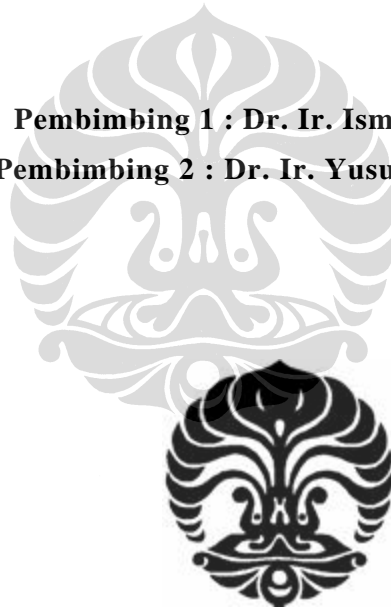 Pembimbing 1 : Dr. Ir. Ism
Pembimbing 2 : Dr. Ir. Yusu